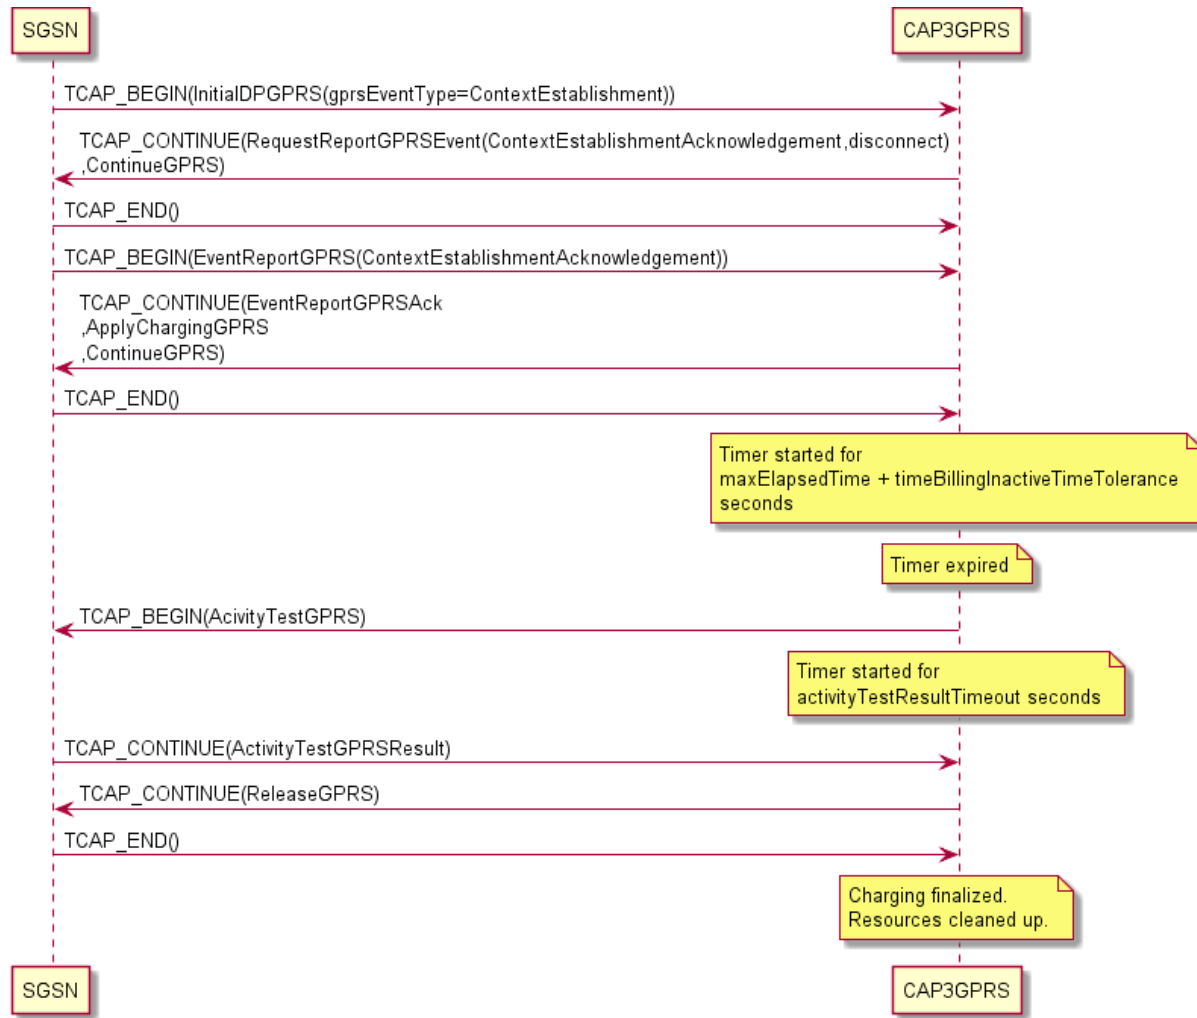 SGSN
CAP3GPRS
TCAP_BEGIN(InitialDPGPRS(gprsEventType=ContextEstablishment))
TCAP_CONTINUE(RequestReportGPRSEvent(ContextEstablishmentAcknowledgement,disconnect)
,ContinueGPRS)
TCAP_END()
TCAP_BEGIN(EventReportGPRS(ContextEstablishmentAcknowledgement))
TCAP_CONTINUE(EventReportGPRSAck
,ApplyChargingGPRS
,ContinueGPRS)
TCAP_END()
Timer started for
maxElapsedTime + timeBillingInactiveTimeTolerance
seconds
Timer expired
TCAP_BEGIN(AcivityTestGPRS)
Timer started for
activityTestResultTimeout seconds
TCAP_CONTINUE(ActivityTestGPRSResult)
TCAP_CONTINUE(ReleaseGPRS)
TCAP_END()
Charging finalized.
Resources cleaned up.
SGSN
CAP3GPRS